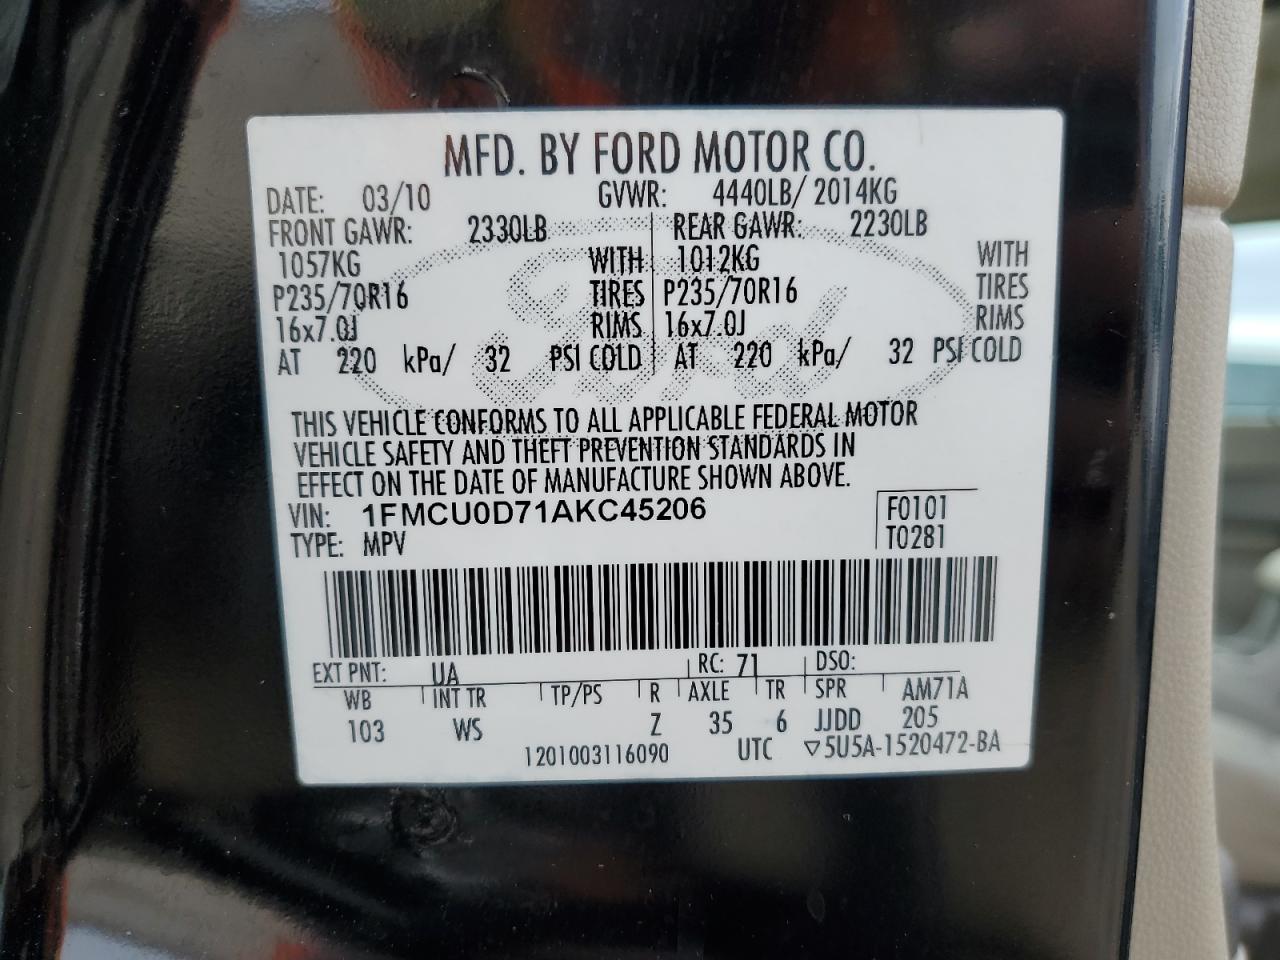 MFD. BY FORD MOTOR CO.
DATE: 03/10 GVWR: 4440LB/ 2014KG
FRONT GAWR: 2330LB REAR GAWR: 2230LB
1057KG WITH 1012KG WITH
P235/70R16 TIRES P235/70R16 TIRES
16x7.0J RIMS 16x7.0J RIMS
AT 220 kPa/ 32 PSI COLD AT 220 kPa/ 32 PSI COLD
Ford
THIS VEHICLE CONFORMS TO ALL APPLICABLE FEDERAL MOTOR
VEHICLE SAFETY AND THEFT PREVENTION STANDARDS IN
EFFECT ON THE DATE OF MANUFACTURE SHOWN ABOVE.
VIN: 1FMCU0D71AKC45206 F0101
TYPE: MPV T0281
EXT PNT: UA RC: 71 DSO:
WB INT TR TP/PS R AXLE TR SPR AM71A
103 WS Z 35 6 JJDD 205
1201003116090 UTC ▽5U5A-1520472-BA